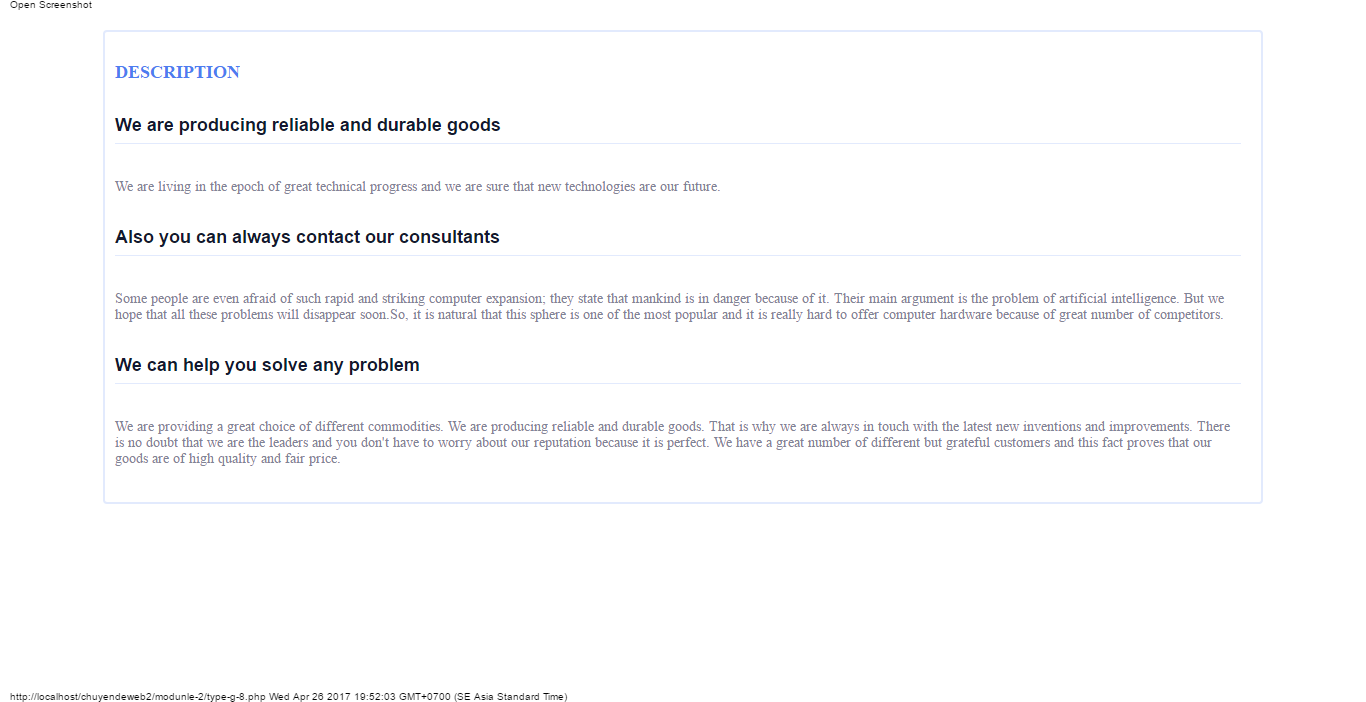 Open Screenshot
DESCRIPTION
We are producing reliable and durable goods
We are living in the epoch of great technical progress and we are sure that new technologies are our future.
Also you can always contact our consultants
Some people are even afraid of such rapid and striking computer expansion; they state that mankind is in danger because of it. Their main argument is the problem of artificial intelligence. But we
hope that all these problems will disappear soon.So, it is natural that this sphere is one of the most popular and it is really hard to offer computer hardware because of great number of competitors.
We can help you solve any problem
We are providing a great choice of different commodities. We are producing reliable and durable goods. That is why we are always in touch with the latest new inventions and improvements. There
is no doubt that we are the leaders and you don't have to worry about our reputation because it is perfect. We have a great number of different but grateful customers and this fact proves that our
goods are of high quality and fair price.
http://localhost/chuyendeweb2/modunle-2/type-g-8.php Wed Apr 26 2017 19:52:03 GMT+0700 (SE Asia Standard Time)